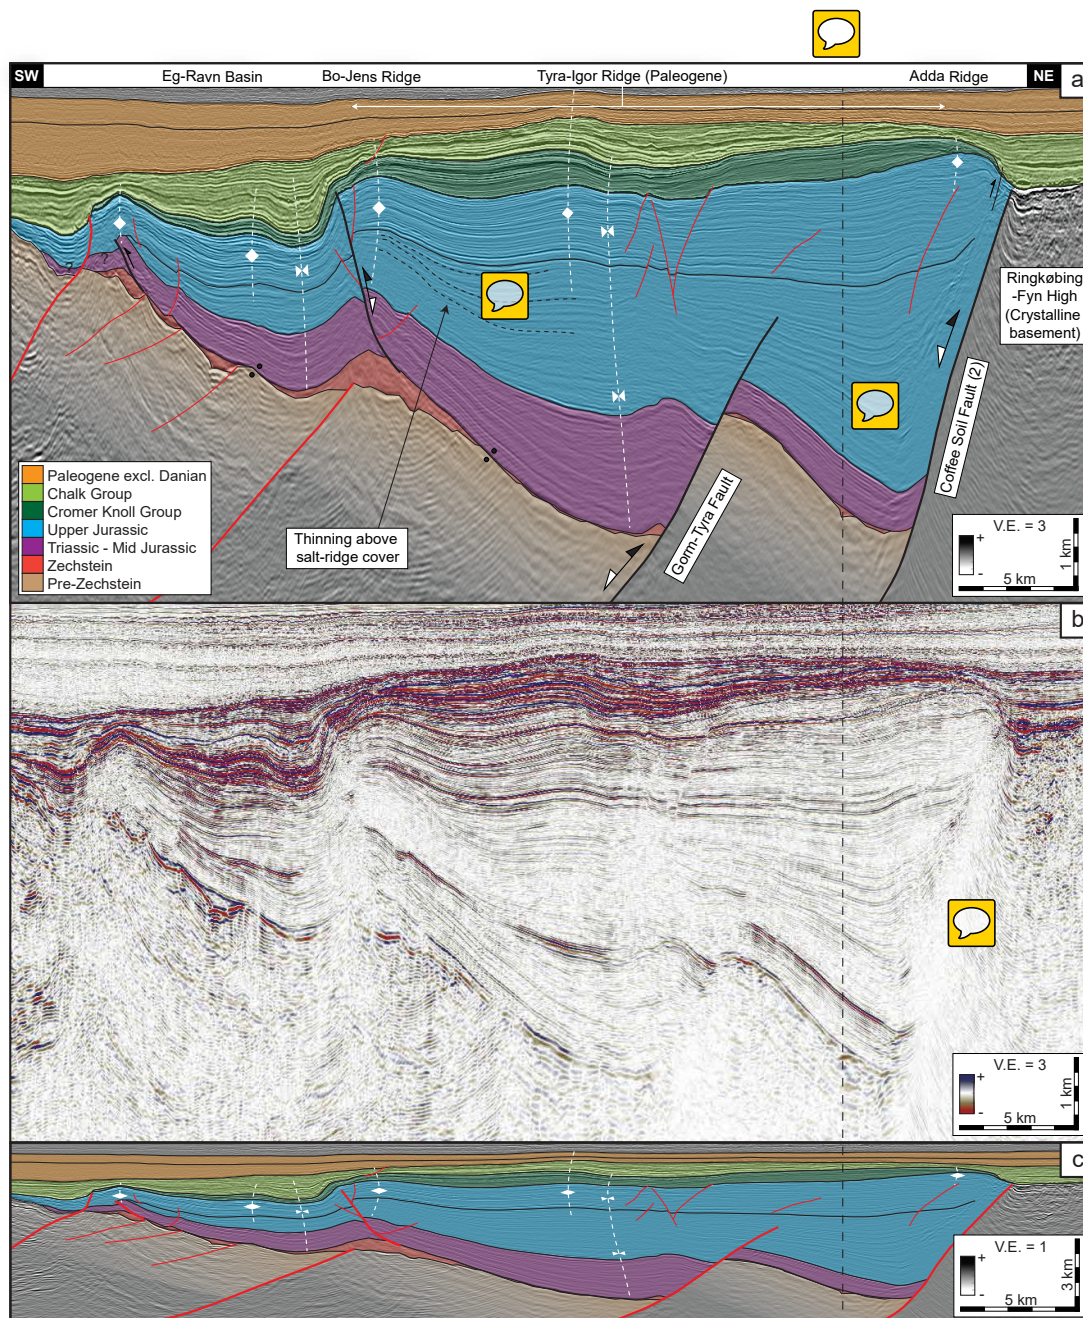 SW
Eg-Ravn Basin
Bo-Jens Ridge
Tyra-Igor Ridge (Paleogene)
Adda Ridge
NE
a
Ringkøbing
-Fyn High
(Crystalline
basement)
Coffee Soil Fault (2)
Gorm-Tyra Fault
Thinning above
salt-ridge cover
Paleogene excl. Danian
Chalk Group
Cromer Knoll Group
Upper Jurassic
Triassic - Mid Jurassic
Zechstein
Pre-Zechstein
V.E. = 3
+
-
1 km
5 km
b
V.E. = 3
+
-
1 km
5 km
c
V.E. = 1
+
-
3 km
5 km